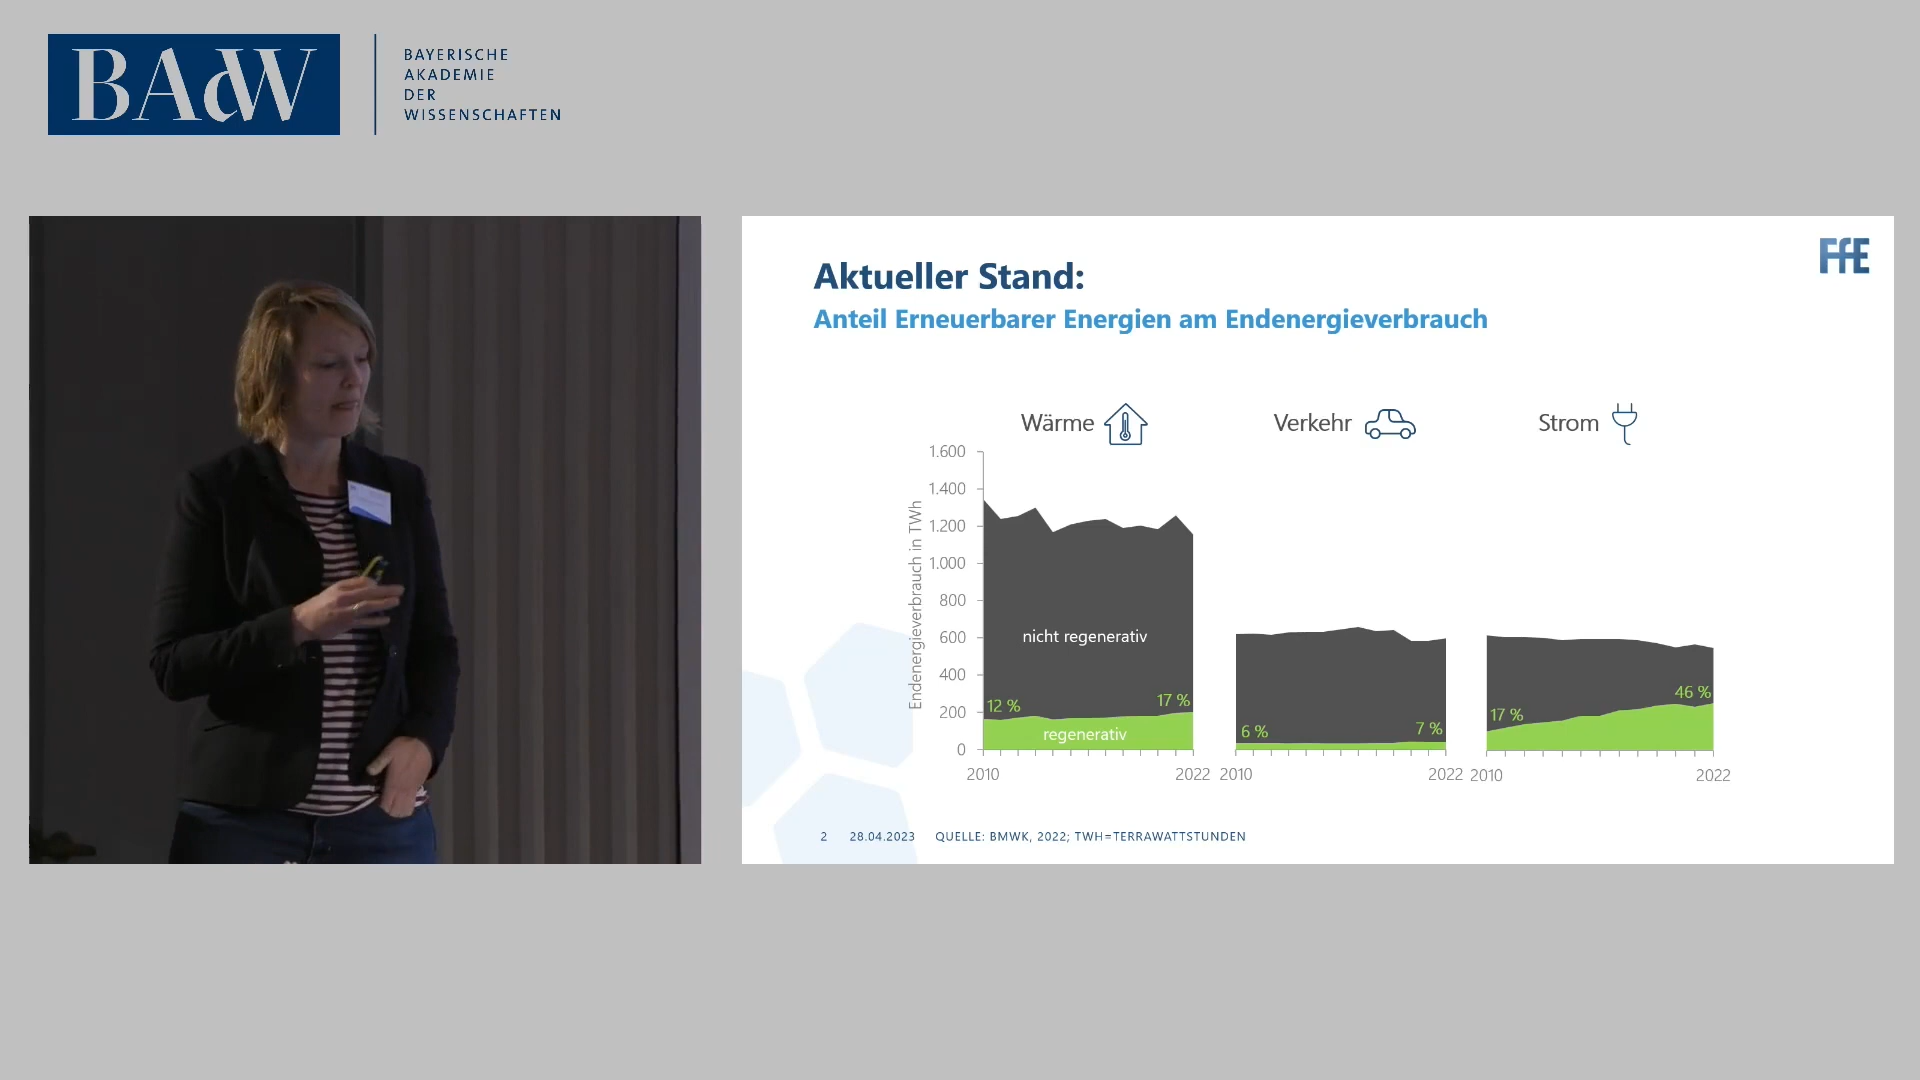 BAdW
BAYERISCHE
AKADEMIE
DER
WISSENSCHAFTEN
FfE
Aktueller Stand:
Anteil Erneuerbarer Energien am Endenergieverbrauch
Wärme
Verkehr
Strom
Endenergieverbrauch in TWh
1.600
1.400
1.200
1.000
800
600
400
200
0
nicht regenerativ
regenerativ
12 %
17 %
6 %
7 %
17 %
46 %
2010
2022
2010
2022
2010
2022
2 28.04.2023 QUELLE: BMWK, 2022; TWH=TERRAWATTSTUNDEN